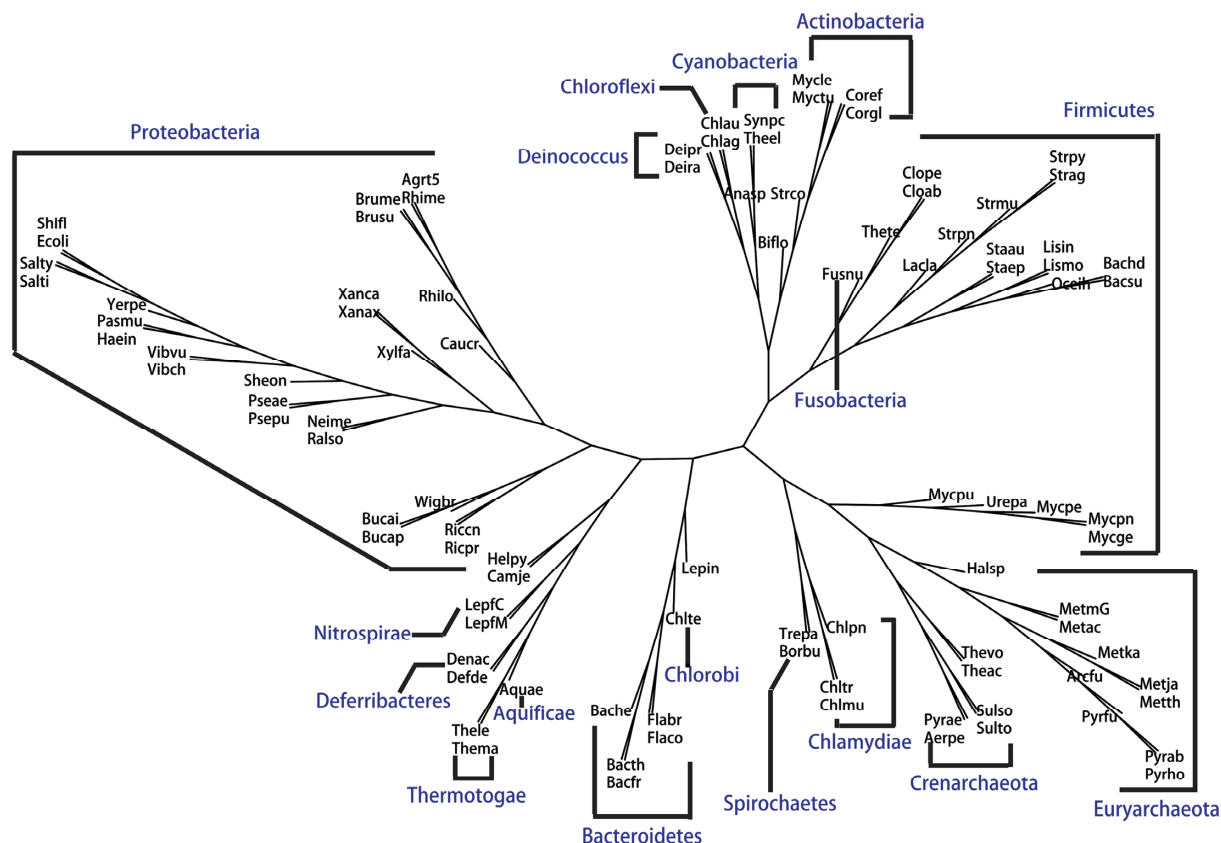 Actinobacteria
Cyanobacteria
Chloroflexi
Firmicutes
Proteobacteria
Deinococcus
Mycle
Myctu
Coref
Corgl
Synpc
Theel
Chlau
Chlag
Deipr
Deira
Anasp
Strco
Biflo
Strpy
Strag
Clope
Cloab
Strmu
Thete
Strpn
Staau
Staep
Lisin
Lismo
Oceih
Bachd
Bacsu
Lacla
Fusnu
Fusobacteria
Agrt5
Rhime
Brume
Brusu
Shlfl
Ecoli
Salty
Salti
Yerpe
Pasmu
Haein
Vibvu
Vibch
Xanca
Xanax
Rhilo
Xylfa
Caucr
Sheon
Pseae
Psepu
Neime
Ralso
Wigbr
Bucai
Bucap
Riccn
Ricpr
Helpy
Camje
LepfC
LepfM
Nitrospirae
Denac
Defde
Deferribacteres
Aquae
Aquificae
Thele
Thema
Thermotogae
Lepin
Chlte
Chlorobi
Bache
Flabr
Flaco
Bacth
Bacfr
Bacteroidetes
Trepa
Borbu
Spirochaetes
Chlpn
Chltr
Chlmu
Chlamydiae
Mycpu
Urepa
Mycpe
Mycpn
Mycge
Halsp
MetmG
Metac
Thevo
Theac
Metka
Arcfu
Metja
Metth
Pyrfu
Sulso
Sulto
Pyrae
Aerpe
Crenarchaeota
Pyrab
Pyrho
Euryarchaeota